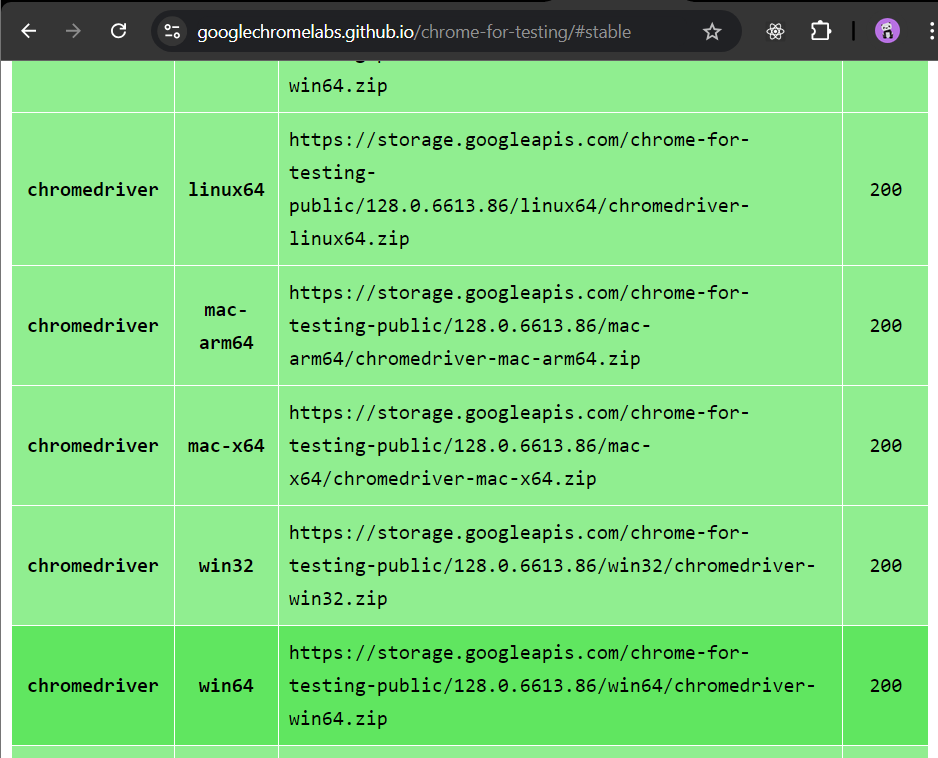 googlechromelabs.github.io/chrome-for-testing/#stable
win64.zip
chromedriver
linux64
https://storage.googleapis.com/chrome-for-
testing-
public/128.0.6613.86/linux64/chromedriver-
linux64.zip
200
chromedriver
mac-
arm64
https://storage.googleapis.com/chrome-for-
testing-public/128.0.6613.86/mac-
arm64/chromedriver-mac-arm64.zip
200
chromedriver
mac-x64
https://storage.googleapis.com/chrome-for-
testing-public/128.0.6613.86/mac-
x64/chromedriver-mac-x64.zip
200
chromedriver
win32
https://storage.googleapis.com/chrome-for-
testing-public/128.0.6613.86/win32/chromedriver-
win32.zip
200
chromedriver
win64
https://storage.googleapis.com/chrome-for-
testing-public/128.0.6613.86/win64/chromedriver-
win64.zip
200